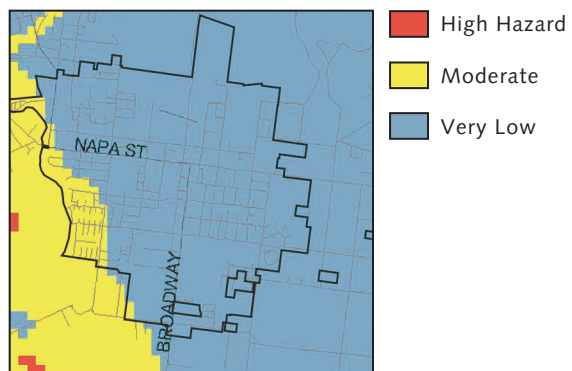 High Hazard
Moderate
Very Low
NAPA ST
BROADWAY